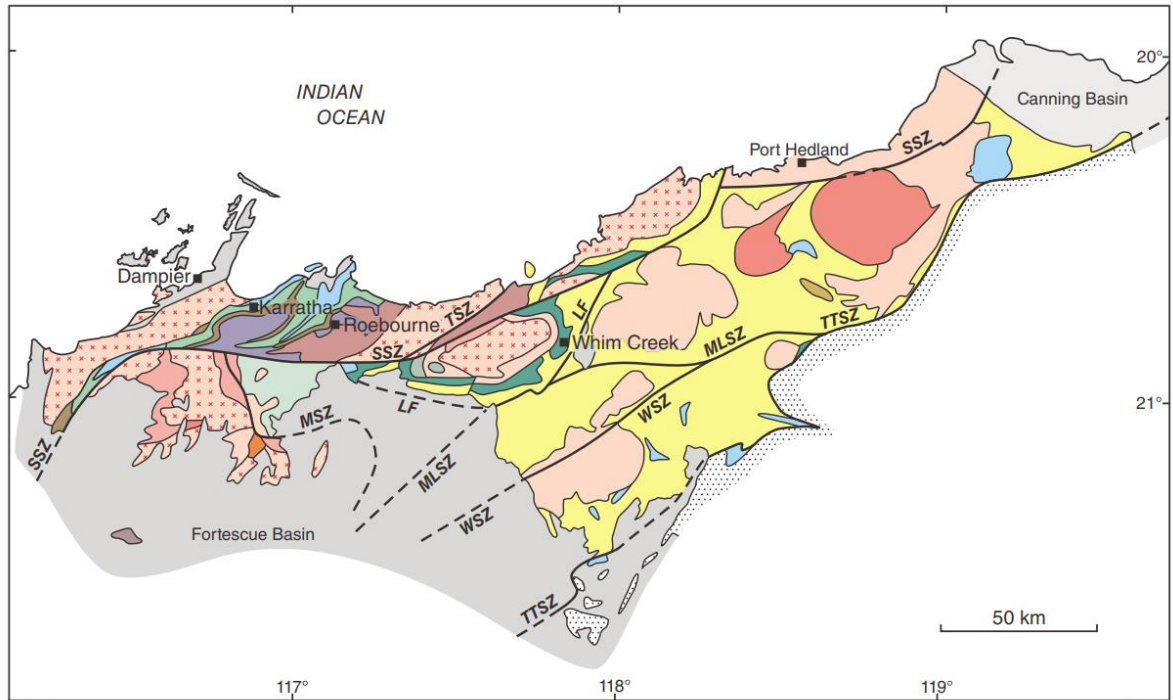 20°
Canning Basin
INDIAN
OCEAN
Port Hedland
SSZ
Dampier
Karratha
Roebourne
TSZ
SSZ
LF
Whim Creek
MLSZ
TTSZ
LF
MSZ
WSZ
21°
SSZ
MLSZ
WSZ
Fortescue Basin
TTSZ
50 km
117°
118°
119°